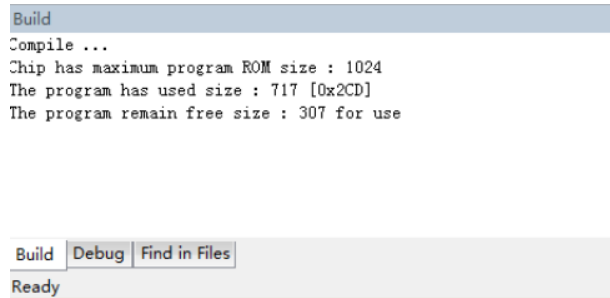 Build
Compile ...
Chip has maximum program ROM size : 1024
The program has used size : 717 [0x2CD]
The program remain free size : 307 for use
Build Debug Find in Files
Ready